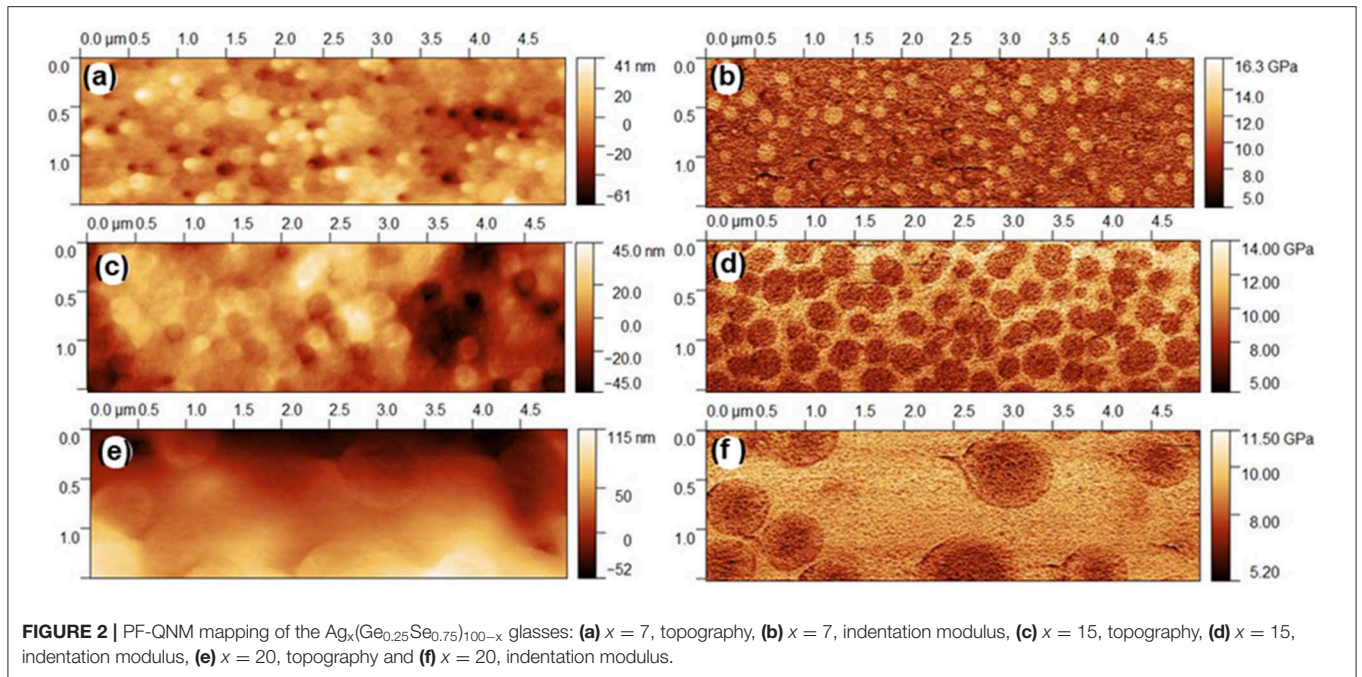 0.0 µm 0.5 1.0 1.5 2.0 2.5 3.0 3.5 4.0 4.5
0.0
0.5
1.0
(a)
41 nm
20
0
−20
−61
0.0 µm 0.5 1.0 1.5 2.0 2.5 3.0 3.5 4.0 4.5
0.0
0.5
1.0
(b)
16.3 GPa
14.0
12.0
10.0
8.0
5.0
0.0 µm 0.5 1.0 1.5 2.0 2.5 3.0 3.5 4.0 4.5
0.0
0.5
1.0
(c)
45.0 nm
20.0
0.0
−20.0
−45.0
0.0 µm 0.5 1.0 1.5 2.0 2.5 3.0 3.5 4.0 4.5
0.0
0.5
1.0
(d)
14.00 GPa
12.00
10.00
8.00
5.00
0.0 µm 0.5 1.0 1.5 2.0 2.5 3.0 3.5 4.0 4.5
0.0
0.5
1.0
(e)
115 nm
50
0
−52
0.0 µm 0.5 1.0 1.5 2.0 2.5 3.0 3.5 4.0 4.5
0.0
0.5
1.0
(f)
11.50 GPa
10.00
8.00
5.20
FIGURE 2 | PF-QNM mapping of the Agₓ(Ge₀.₂₅Se₀.₇₅)₁₀₀₋ₓ glasses: (a) x = 7, topography, (b) x = 7, indentation modulus, (c) x = 15, topography, (d) x = 15,
indentation modulus, (e) x = 20, topography and (f) x = 20, indentation modulus.